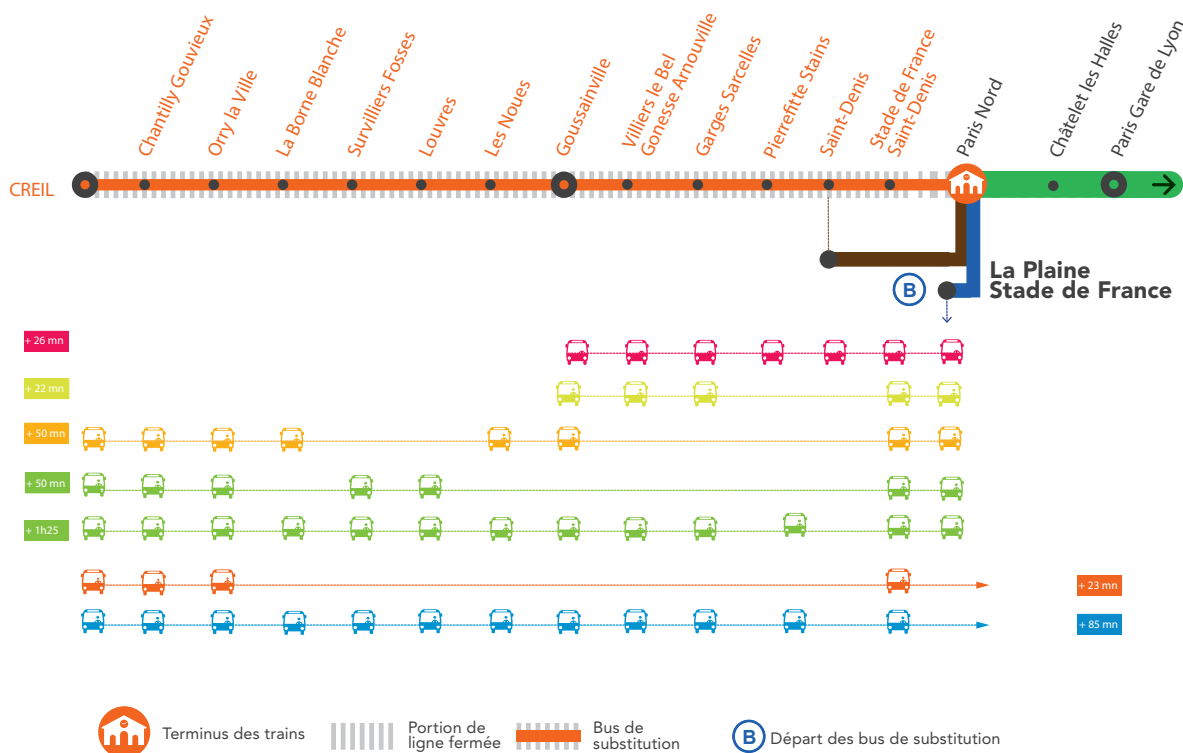 Chantilly Gouvieux
Orry la Ville
La Borne Blanche
Survilliers Fosses
Louvres
Les Noues
Goussainville
Villiers le Bel
Gonesse Arnouville
Garges Sarcelles
Pierrefitte Stains
Saint-Denis
Stade de France
Saint-Denis
Paris Nord
Châtelet les Halles
Paris Gare de Lyon
CREIL
La Plaine
B
Stade de France
+ 26 mn
+ 22 mn
+ 50 mn
+ 50 mn
+ 1h25
+ 23 mn
+ 85 mn
Terminus des trains
Portion de
ligne fermée
Bus de
substitution
B
Départ des bus de substitution